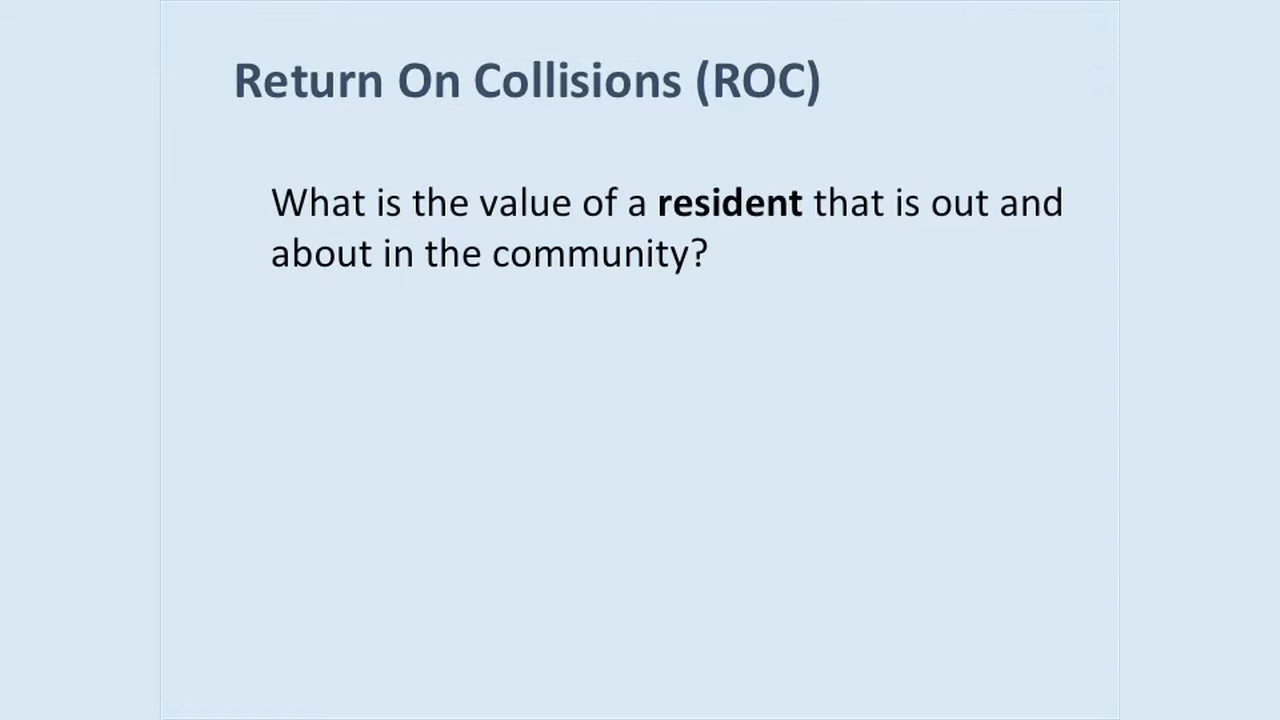 Return On Collisions (ROC)
What is the value of a resident that is out and
about in the community?